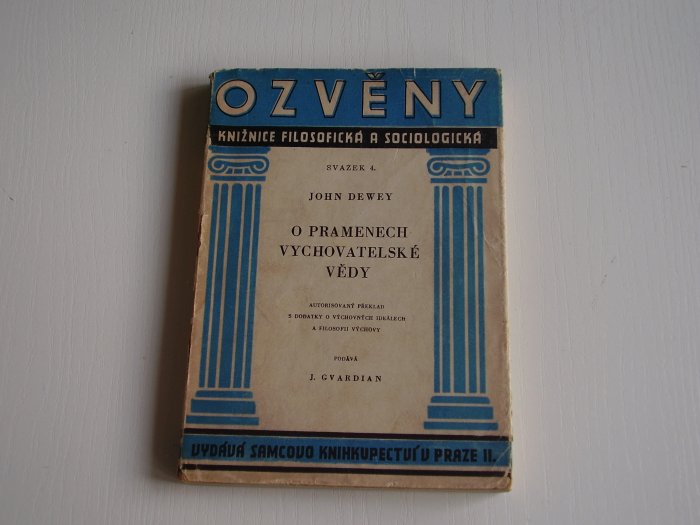 OZVĚNY
KNIŽNICE FILOSOFICKÁ A SOCIOLOGICKÁ
SVAZEK 4.
JOHN DEWEY
O PRAMENECH
VYCHOVATELSKÉ
VĚDY
AUTORISOVANÝ PŘEKLAD
S DODATKY O VÝCHOVNÝCH IDEÁLECH
A FILOSOFII VÝCHOVY
PODÁVÁ
J. GVARDIAN
VYDÁVÁ SAMCOVO KNIHKUPECTVÍ V PRAZE II.